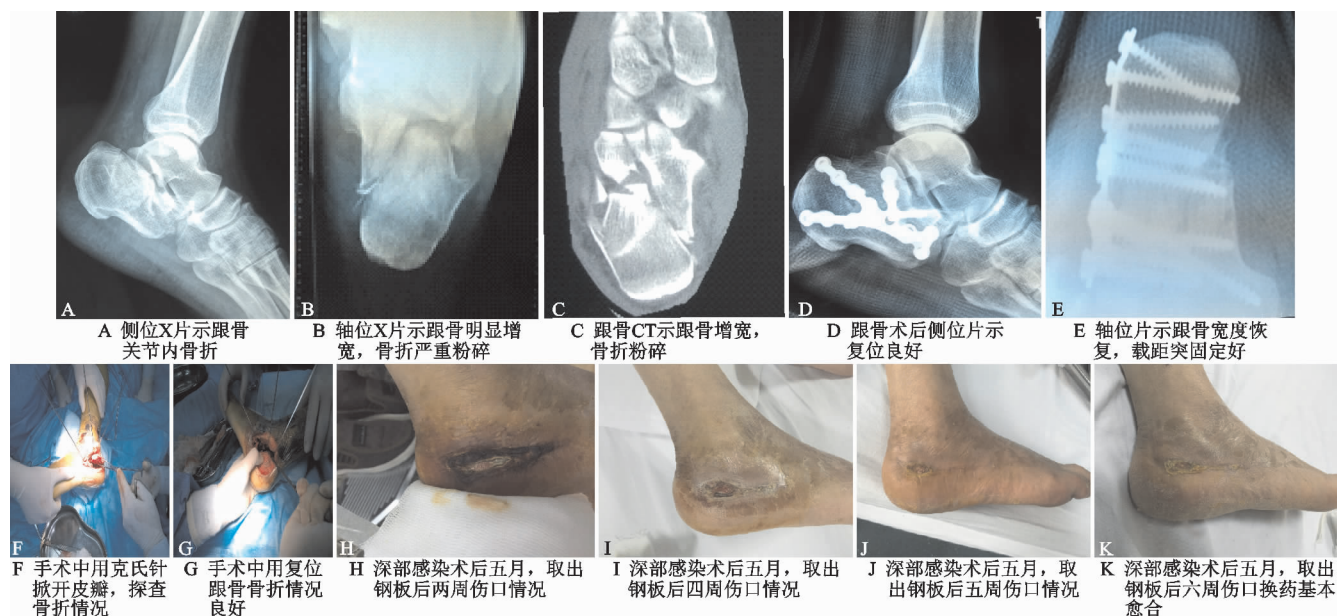 A
B
C
D
E
A 侧位X片示跟骨
关节内骨折
B 轴位X片示跟骨明显增
宽，骨折严重粉碎
C 跟骨CT示跟骨增宽，
骨折粉碎
D 跟骨术后侧位片示
复位良好
E 轴位片示跟骨宽度恢
复，载距突固定好
F
G
H
I
J
K
F 手术中用克氏针
掀开皮瓣，探查
骨折情况
G 手术中用复位
跟骨骨折情况
良好
H 深部感染术后五月，取出
钢板后两周伤口情况
I 深部感染术后五月，取出
钢板后四周伤口情况
J 深部感染术后五月，取
出钢板后五周伤口情况
K 深部感染术后五月，取出
钢板后六周伤口换药基本
愈合